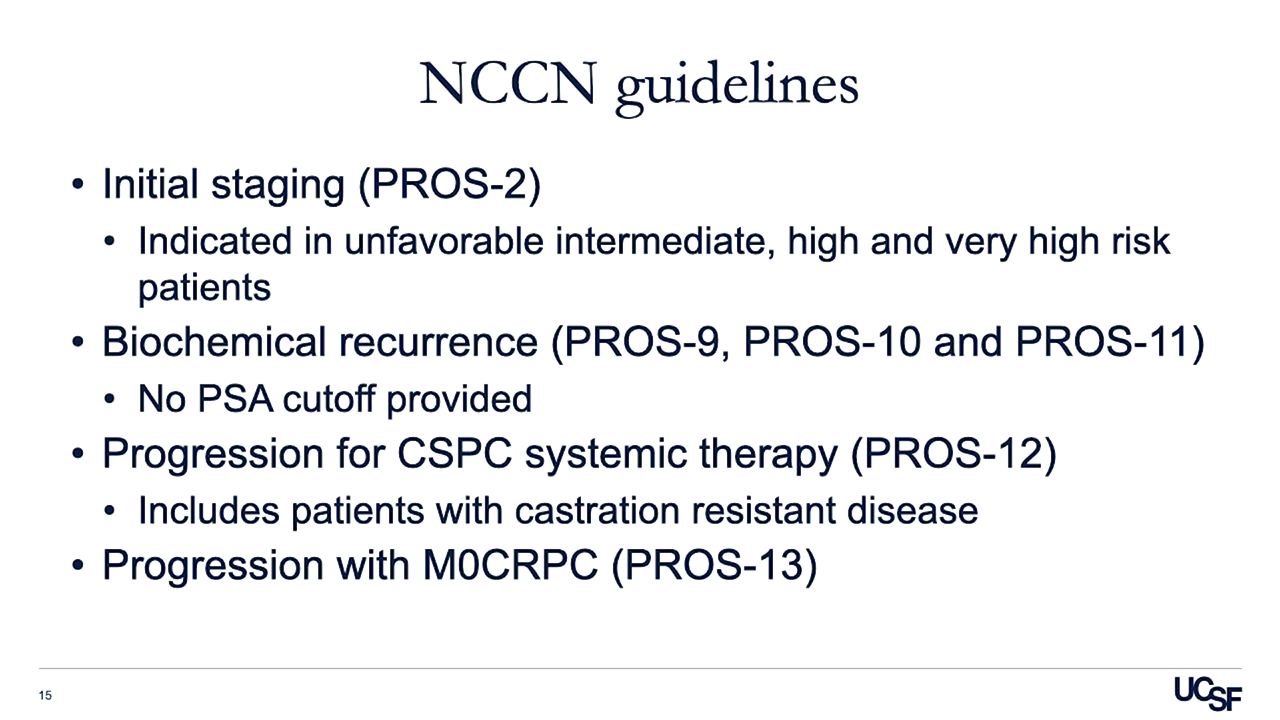 NCCN guidelines
• Initial staging (PROS-2)
• Indicated in unfavorable intermediate, high and very high risk
patients
• Biochemical recurrence (PROS-9, PROS-10 and PROS-11)
• No PSA cutoff provided
• Progression for CSPC systemic therapy (PROS-12)
• Includes patients with castration resistant disease
• Progression with M0CRPC (PROS-13)
15
UCSF